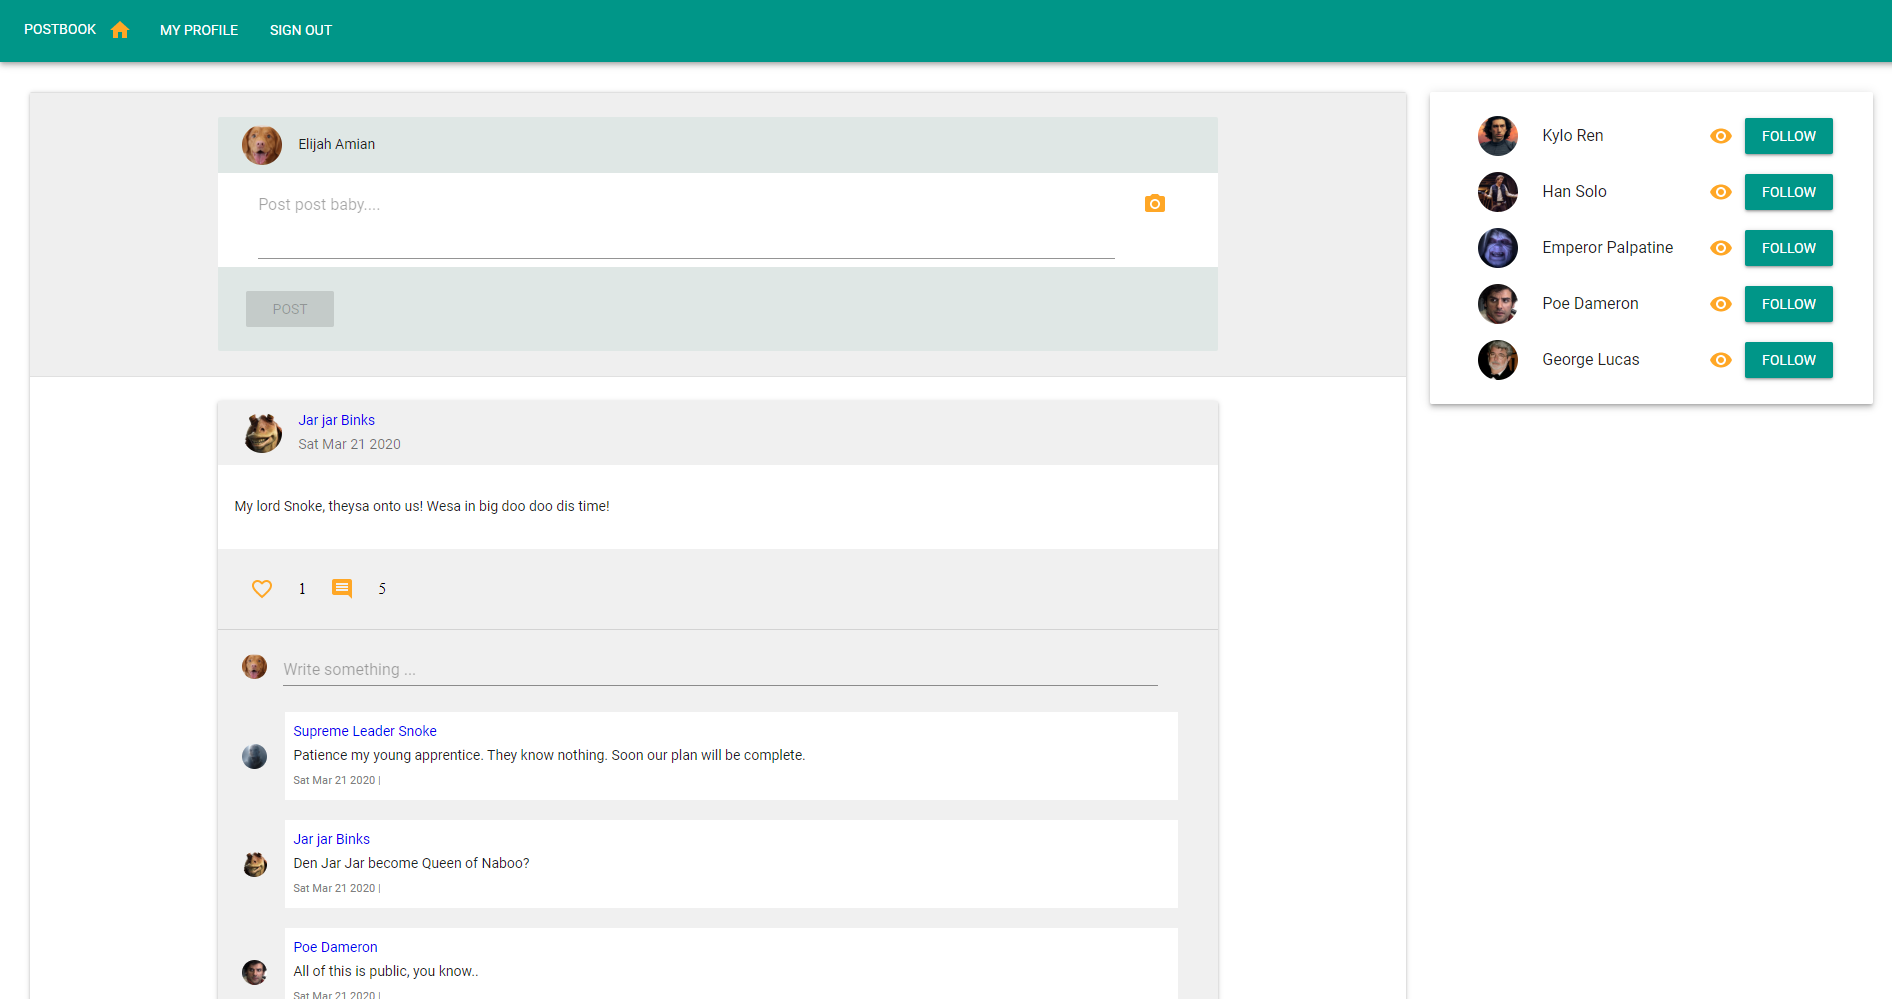 POSTBOOK MY PROFILE SIGN OUT
Elijah Amian
Post post baby....
POST
Jar jar Binks
Sat Mar 21 2020
My lord Snoke, theysa onto us! Wesa in big doo doo dis time!
1 5
Write something ...
Supreme Leader Snoke
Patience my young apprentice. They know nothing. Soon our plan will be complete.
Sat Mar 21 2020 |
Jar jar Binks
Den Jar Jar become Queen of Naboo?
Sat Mar 21 2020 |
Poe Dameron
All of this is public, you know..
Sat Mar 21 2020 |
Kylo Ren FOLLOW
Han Solo FOLLOW
Emperor Palpatine FOLLOW
Poe Dameron FOLLOW
George Lucas FOLLOW